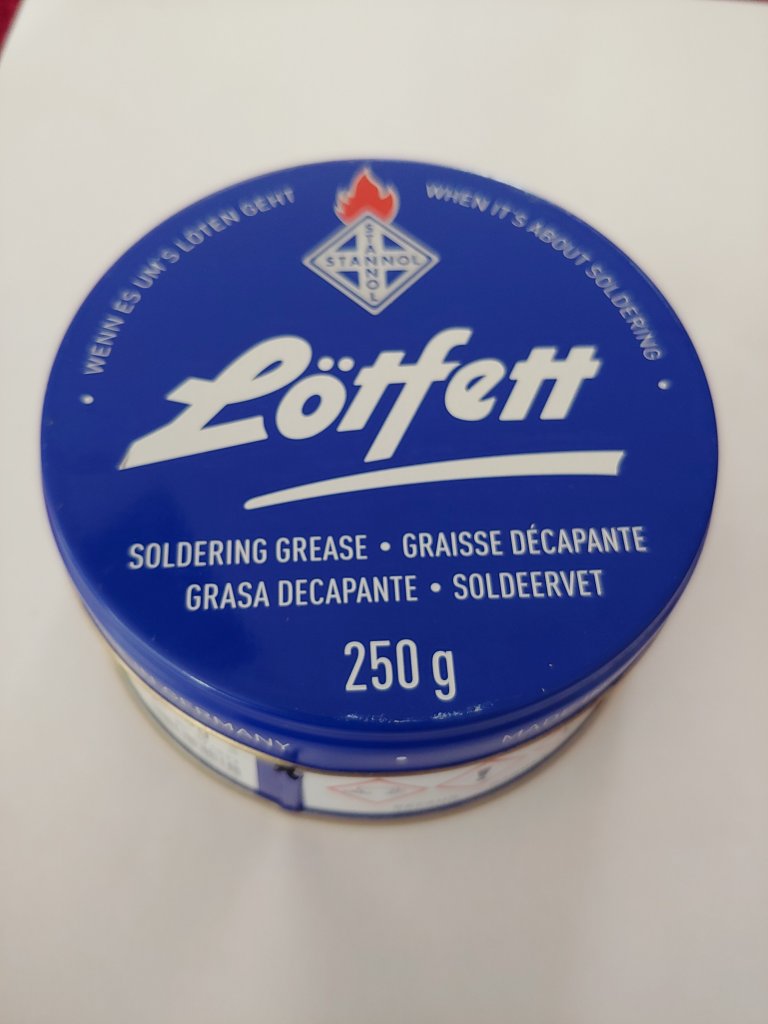 WENN ES UM'S LÖTEN GEHT
WHEN IT'S ABOUT SOLDERING
STANNOL
STANNOL
Lötfett
SOLDERING GREASE • GRAISSE DÉCAPANTE
GRASA DECAPANTE • SOLDEERVET
250 g
GERMANY